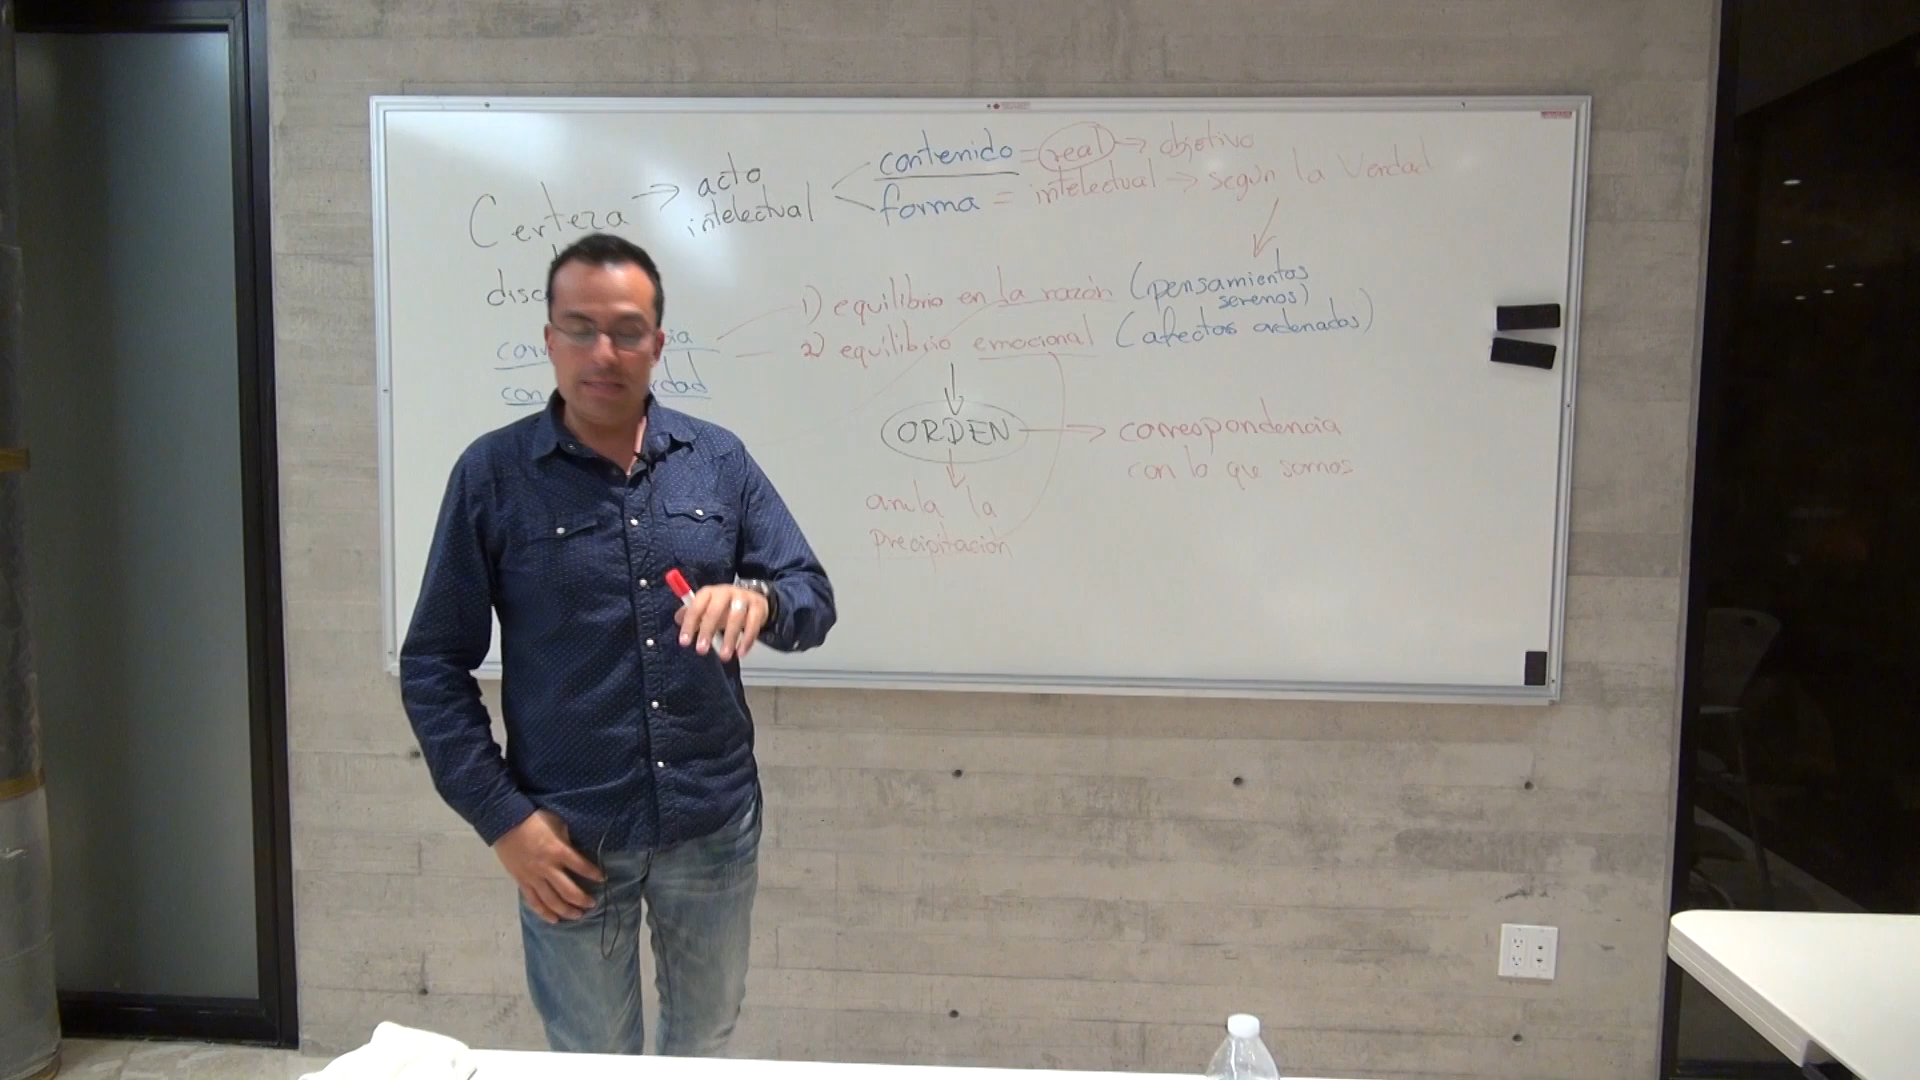 Certeza → acto
intelectual
contenido = real → objetivo
forma = intelectual → según la Verdad
1) equilibrio en la razón (pensamientos
serenos)
2) equilibrio emocional (afectos ordenados)
ORDEN → correspondencia
con lo que somos
anula la
precipitación